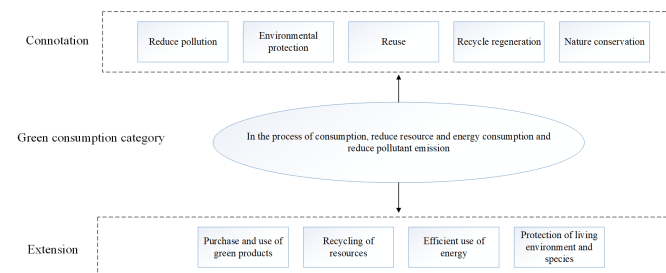 Connotation
Reduce pollution
Environmental
protection
Reuse
Recycle regeneration
Nature conservation
Green consumption category
In the process of consumption, reduce resource and energy consumption and
reduce pollutant emission
Extension
Purchase and use of
green products
Recycling of
resources
Efficient use of
energy
Protection of living
environment and
species